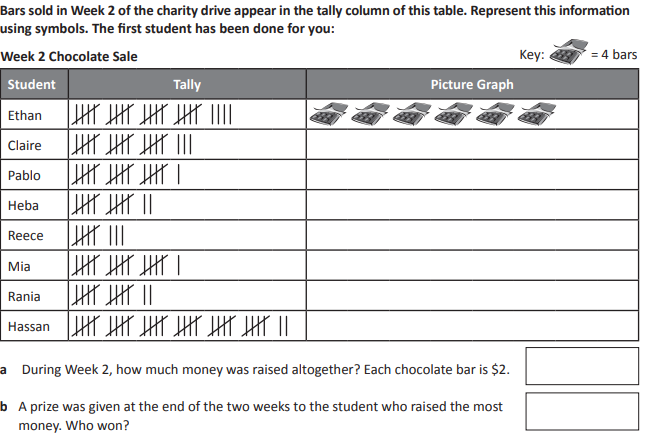 Bars sold in Week 2 of the charity drive appear in the tally column of this table. Represent this information
using symbols. The first student has been done for you:
Week 2 Chocolate Sale
Key: = 4 bars
Student Tally Picture Graph
Ethan
Claire
Pablo
Heba
Reece
Mia
Rania
Hassan
a During Week 2, how much money was raised altogether? Each chocolate bar is $2.
b A prize was given at the end of the two weeks to the student who raised the most
money. Who won?